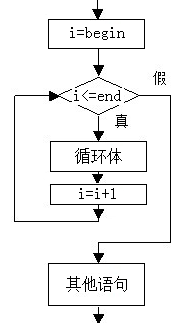 i=begin
i<=end
假
真
循环体
i=i+1
其他语句